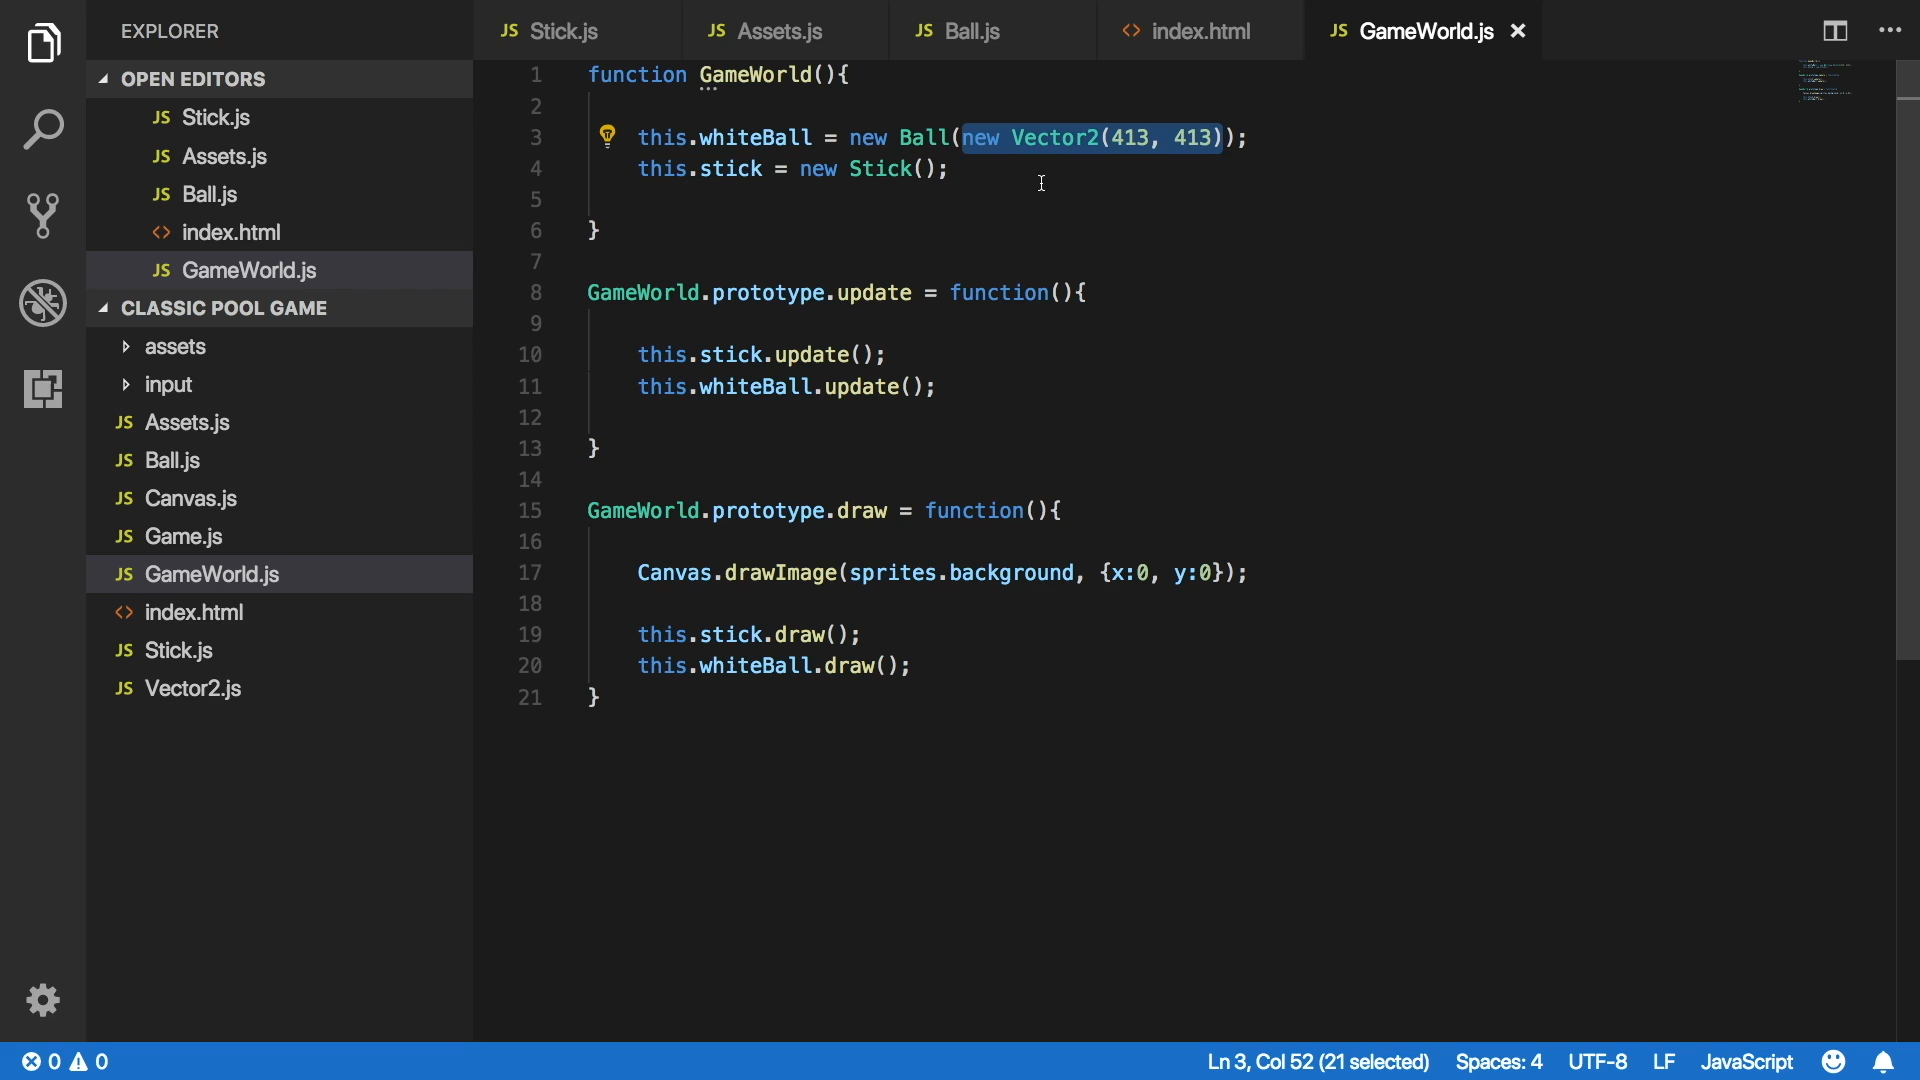 EXPLORER
OPEN EDITORS
JS Stick.js
JS Assets.js
JS Ball.js
<> index.html
JS GameWorld.js
CLASSIC POOL GAME
assets
input
JS Assets.js
JS Ball.js
JS Canvas.js
JS Game.js
JS GameWorld.js
<> index.html
JS Stick.js
JS Vector2.js
JS Stick.js
JS Assets.js
JS Ball.js
<> index.html
JS GameWorld.js
1 function GameWorld(){
2
3 this.whiteBall = new Ball(new Vector2(413, 413));
4 this.stick = new Stick();
5
6 }
7
8 GameWorld.prototype.update = function(){
9
10 this.stick.update();
11 this.whiteBall.update();
12
13 }
14
15 GameWorld.prototype.draw = function(){
16
17 Canvas.drawImage(sprites.background, {x:0, y:0});
18
19 this.stick.draw();
20 this.whiteBall.draw();
21 }
0 0
Ln 3, Col 52 (21 selected) Spaces: 4 UTF-8 LF JavaScript